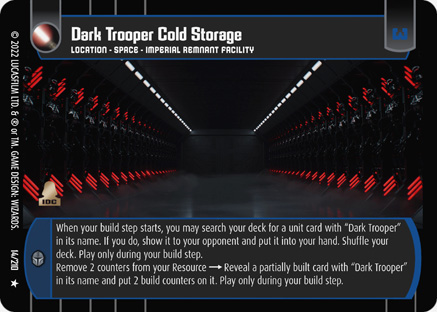 Dark Trooper Cold Storage
LOCATION - SPACE - IMPERIAL REMNANT FACILITY
IDC
When your build step starts, you may search your deck for a unit card with "Dark Trooper"
in its name. If you do, show it to your opponent and put it into your hand. Shuffle your
deck. Play only during your build step.
Remove 2 counters from your Resource → Reveal a partially built card with "Dark Trooper"
in its name and put 2 build counters on it. Play only during your build step.
© 2022 LUCASFILM LTD. & ® or TM. GAME DESIGN: WIZARDS.
14/210 ★